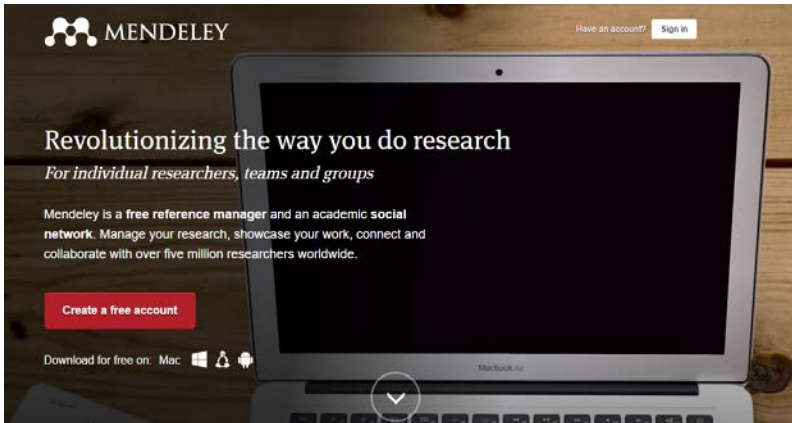 MENDELEY
Have an account? Sign in
Revolutionizing the way you do research
For individual researchers, teams and groups
Mendeley is a free reference manager and an academic social
network. Manage your research, showcase your work, connect and
collaborate with over five million researchers worldwide.
Create a free account
Download for free on: Mac
Macbook Air